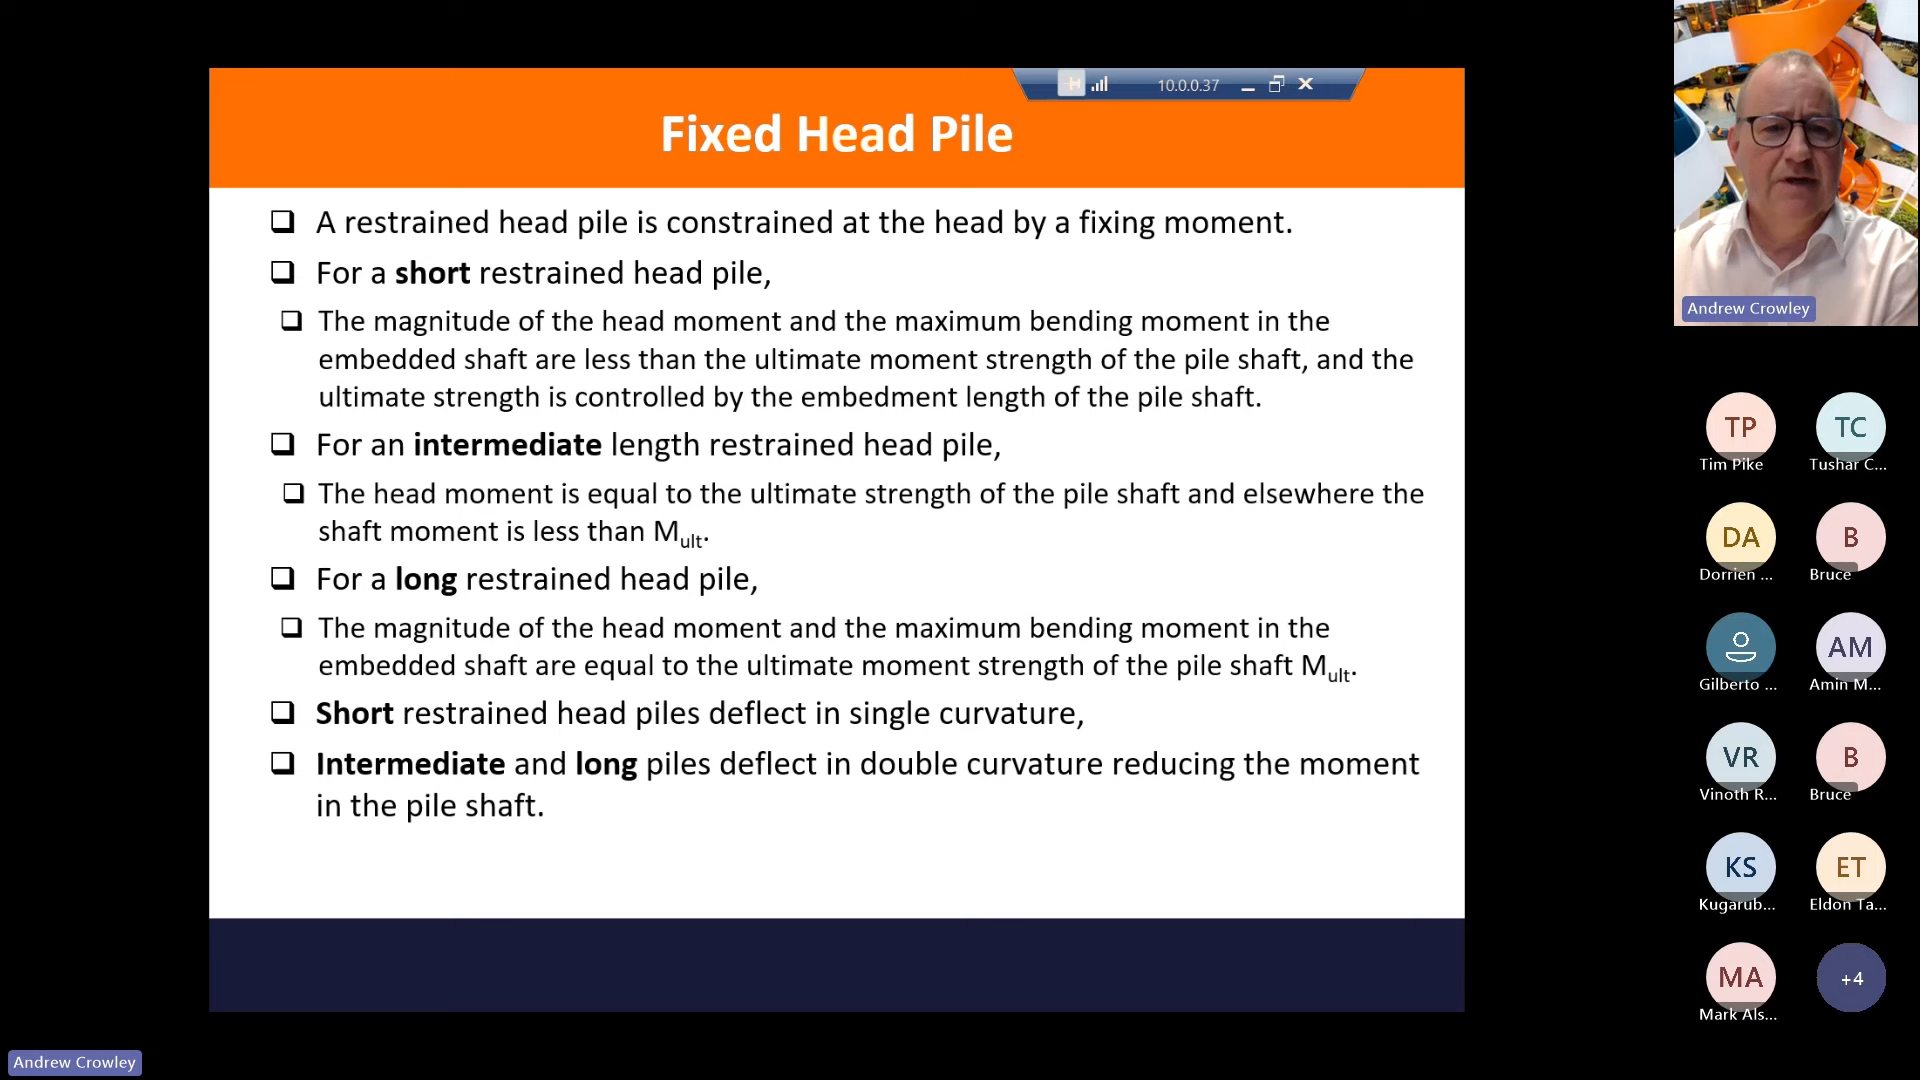 10.0.0.37
Fixed Head Pile
A restrained head pile is constrained at the head by a fixing moment.
For a short restrained head pile,
The magnitude of the head moment and the maximum bending moment in the
embedded shaft are less than the ultimate moment strength of the pile shaft, and the
ultimate strength is controlled by the embedment length of the pile shaft.
For an intermediate length restrained head pile,
The head moment is equal to the ultimate strength of the pile shaft and elsewhere the
shaft moment is less than Mult.
For a long restrained head pile,
The magnitude of the head moment and the maximum bending moment in the
embedded shaft are equal to the ultimate moment strength of the pile shaft Mult.
Short restrained head piles deflect in single curvature,
Intermediate and long piles deflect in double curvature reducing the moment
in the pile shaft.
Andrew Crowley
TP
Tim Pike
TC
Tushar C...
DA
Dorrien ...
B
Bruce
Gilberto ...
AM
Amin M...
VR
Vinoth R...
B
Bruce
KS
Kugarub...
ET
Eldon Ta...
MA
Mark Als...
+4
Andrew Crowley